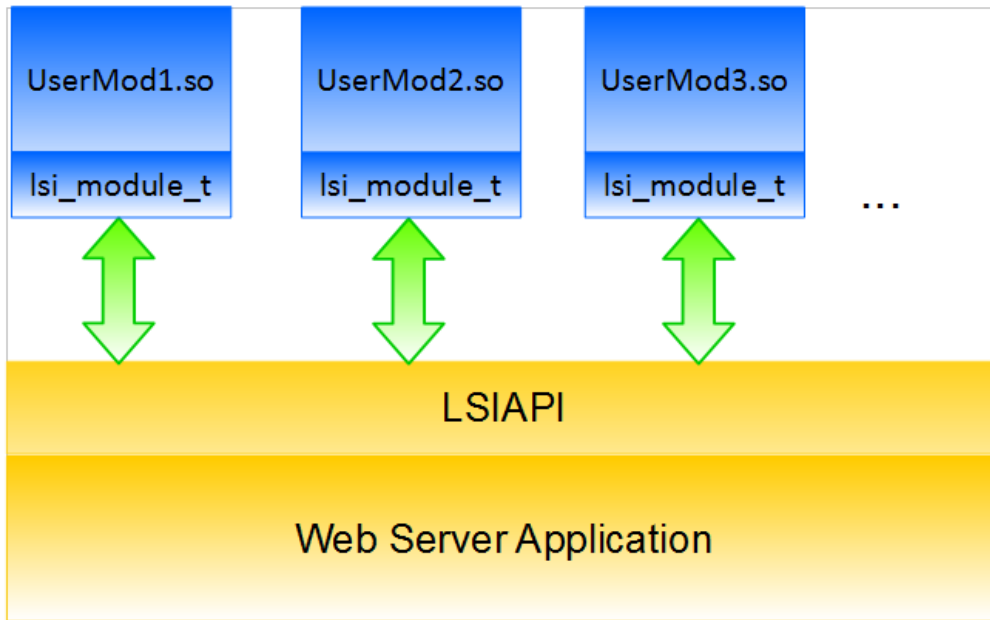 UserMod1.so
UserMod2.so
UserMod3.so
lsi_module_t
lsi_module_t
lsi_module_t
...
LSIAPI
Web Server Application